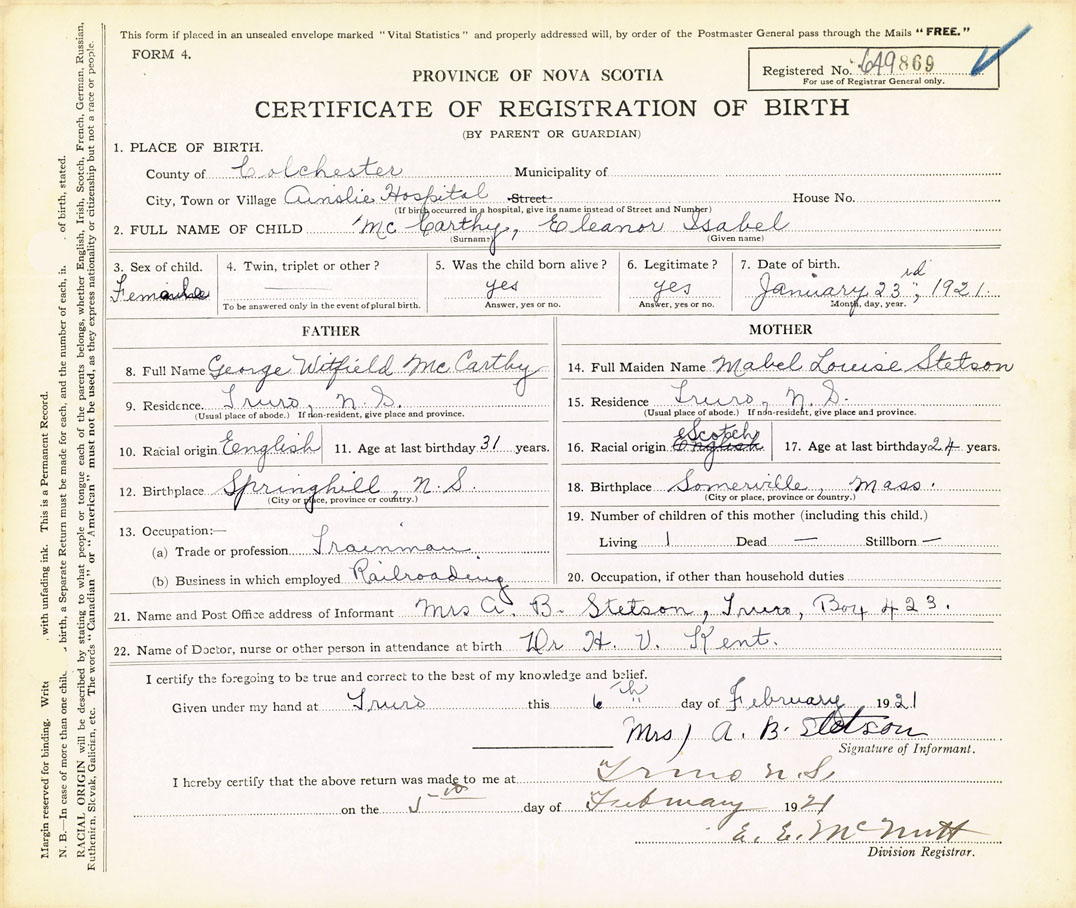 This form if placed in an unsealed envelope marked "Vital Statistics" and properly addressed will, by order of the Postmaster General pass through the Mails "FREE."
FORM 4.
Registered No. 649869
For use of Registrar General only.
PROVINCE OF NOVA SCOTIA
CERTIFICATE OF REGISTRATION OF BIRTH
(BY PARENT OR GUARDIAN)
1. PLACE OF BIRTH.
County of Colchester Municipality of
City, Town or Village Ainslie Hospital Street House No.
(If birth occurred in a hospital, give its name instead of Street and Number)
2. FULL NAME OF CHILD McCarthy, Eleanor Isabel
(Surname) (Given name)
3. Sex of child. 4. Twin, triplet or other? 5. Was the child born alive? 6. Legitimate? 7. Date of birth.
Female — yes yes January 23rd, 1921.
To be answered only in the event of plural birth. Answer, yes or no. Answer, yes or no. Month, day, year.
FATHER
8. Full Name George Witfield McCarthy
9. Residence. Truro, N.S.
(Usual place of abode.) If non-resident, give place and province.
10. Racial origin English 11. Age at last birthday 31 years.
12. Birthplace Springhill, N.S.
(City or place, province or country.)
13. Occupation:—
(a) Trade or profession Trainman
(b) Business in which employed Railroading
MOTHER
14. Full Maiden Name Mabel Louise Stetson
15. Residence Truro, N.S.
(Usual place of abode.) If non-resident, give place and province.
Scotch
16. Racial origin English 17. Age at last birthday 24 years.
18. Birthplace Somerville, Mass.
(City or place, province or country.)
19. Number of children of this mother (including this child.)
Living 1 Dead — Stillborn —
20. Occupation, if other than household duties
21. Name and Post Office address of Informant Mrs A. B. Stetson, Truro, Box 423.
22. Name of Doctor, nurse or other person in attendance at birth Dr H. V. Kent.
I certify the foregoing to be true and correct to the best of my knowledge and belief.
Given under my hand at Truro this 6th day of February 1921
Mrs) A. B. Stetson
Signature of Informant.
I hereby certify that the above return was made to me at Truro N.S.
on the 5th day of February 1921
E. E. McNutt
Division Registrar.
Margin reserved for binding. Writ with unfading ink. This is a Permanent Record.
N. B.—In case of more than one chil birth, a Separate Return must be made for each, and the number of each, i of birth, stated.
RACIAL ORIGIN will be described by stating to what people or tongue each of the parents belongs, whether English, Irish, Scotch, French, German, Russian,
Ruthenian, Slovak, Galician, etc. The words "Canadian" or "American" must not be used, as they express nationality or citizenship but not a race or people.